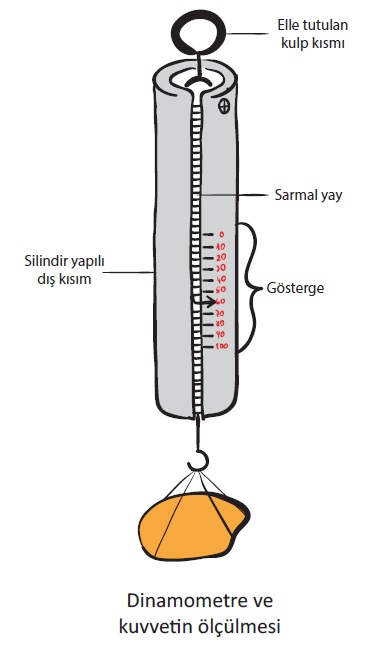 Elle tutulan
kulp kısmı
Sarmal yay
Silindir yapılı
dış kısım
0
10
20
30
40
50
60
70
80
90
100
Gösterge
Dinamometre ve
kuvvetin ölçülmesi